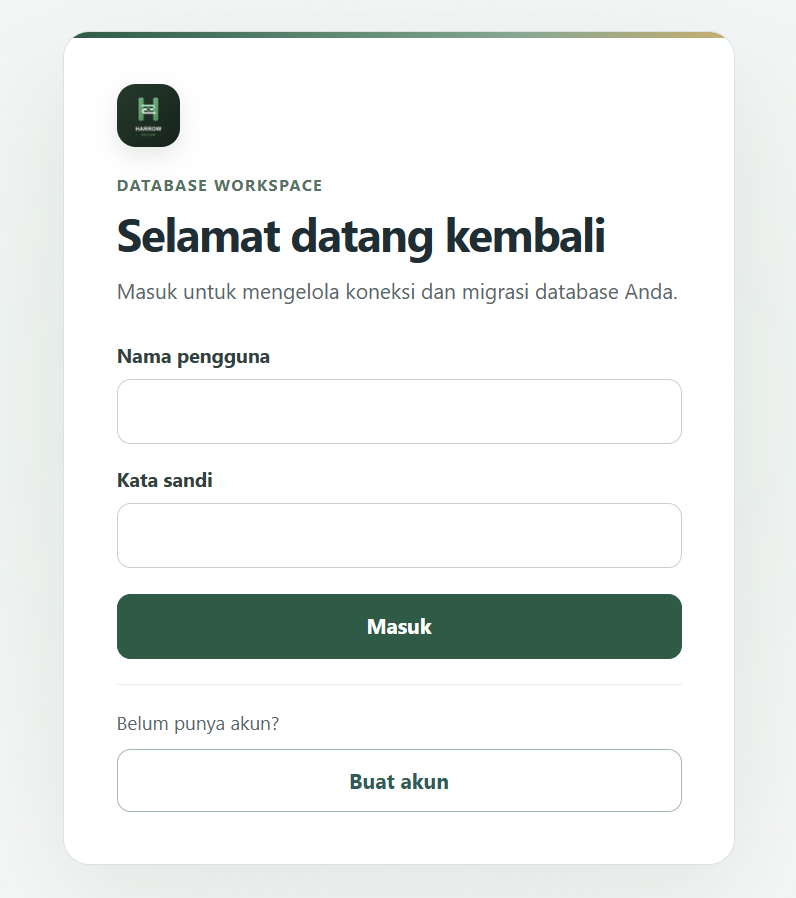 HARROW
DATABASE WORKSPACE
Selamat datang kembali
Masuk untuk mengelola koneksi dan migrasi database Anda.
Nama pengguna
Kata sandi
Masuk
Belum punya akun?
Buat akun